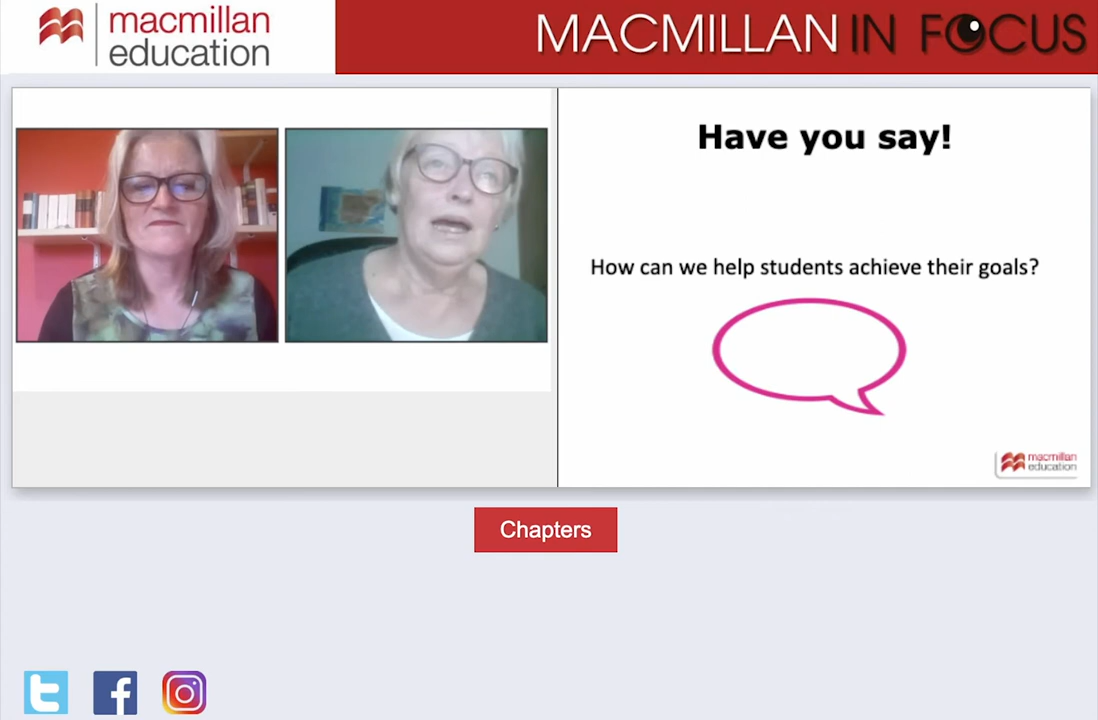 macmillan
education
MACMILLAN IN FOCUS
Have you say!
How can we help students achieve their goals?
macmillan
education
Chapters